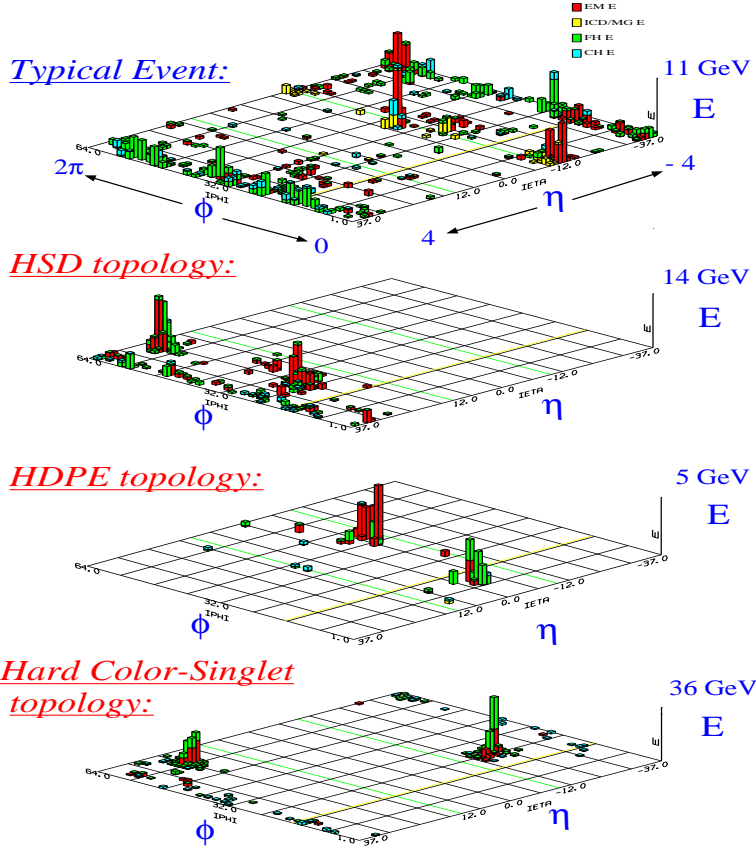 EM E
ICD/MG E
FH E
CH E
Typical Event:
11 GeV
E
E
64.0
2π
32.0
IPHI
ϕ
0
1.0
37.0
4
12.0
0.0
IETA
-12.0
η
-37.0
- 4
HSD topology:
14 GeV
E
E
64.0
32.0
IPHI
ϕ
1.0
37.0
12.0
0.0
IETA
-12.0
η
-37.0
HDPE topology:
5 GeV
E
E
64.0
32.0
IPHI
ϕ
1.0
37.0
12.0
0.0
IETA
-12.0
η
-37.0
Hard Color-Singlet
topology:
36 GeV
E
E
64.0
32.0
IPHI
ϕ
1.0
37.0
12.0
0.0
IETA
-12.0
η
-37.0